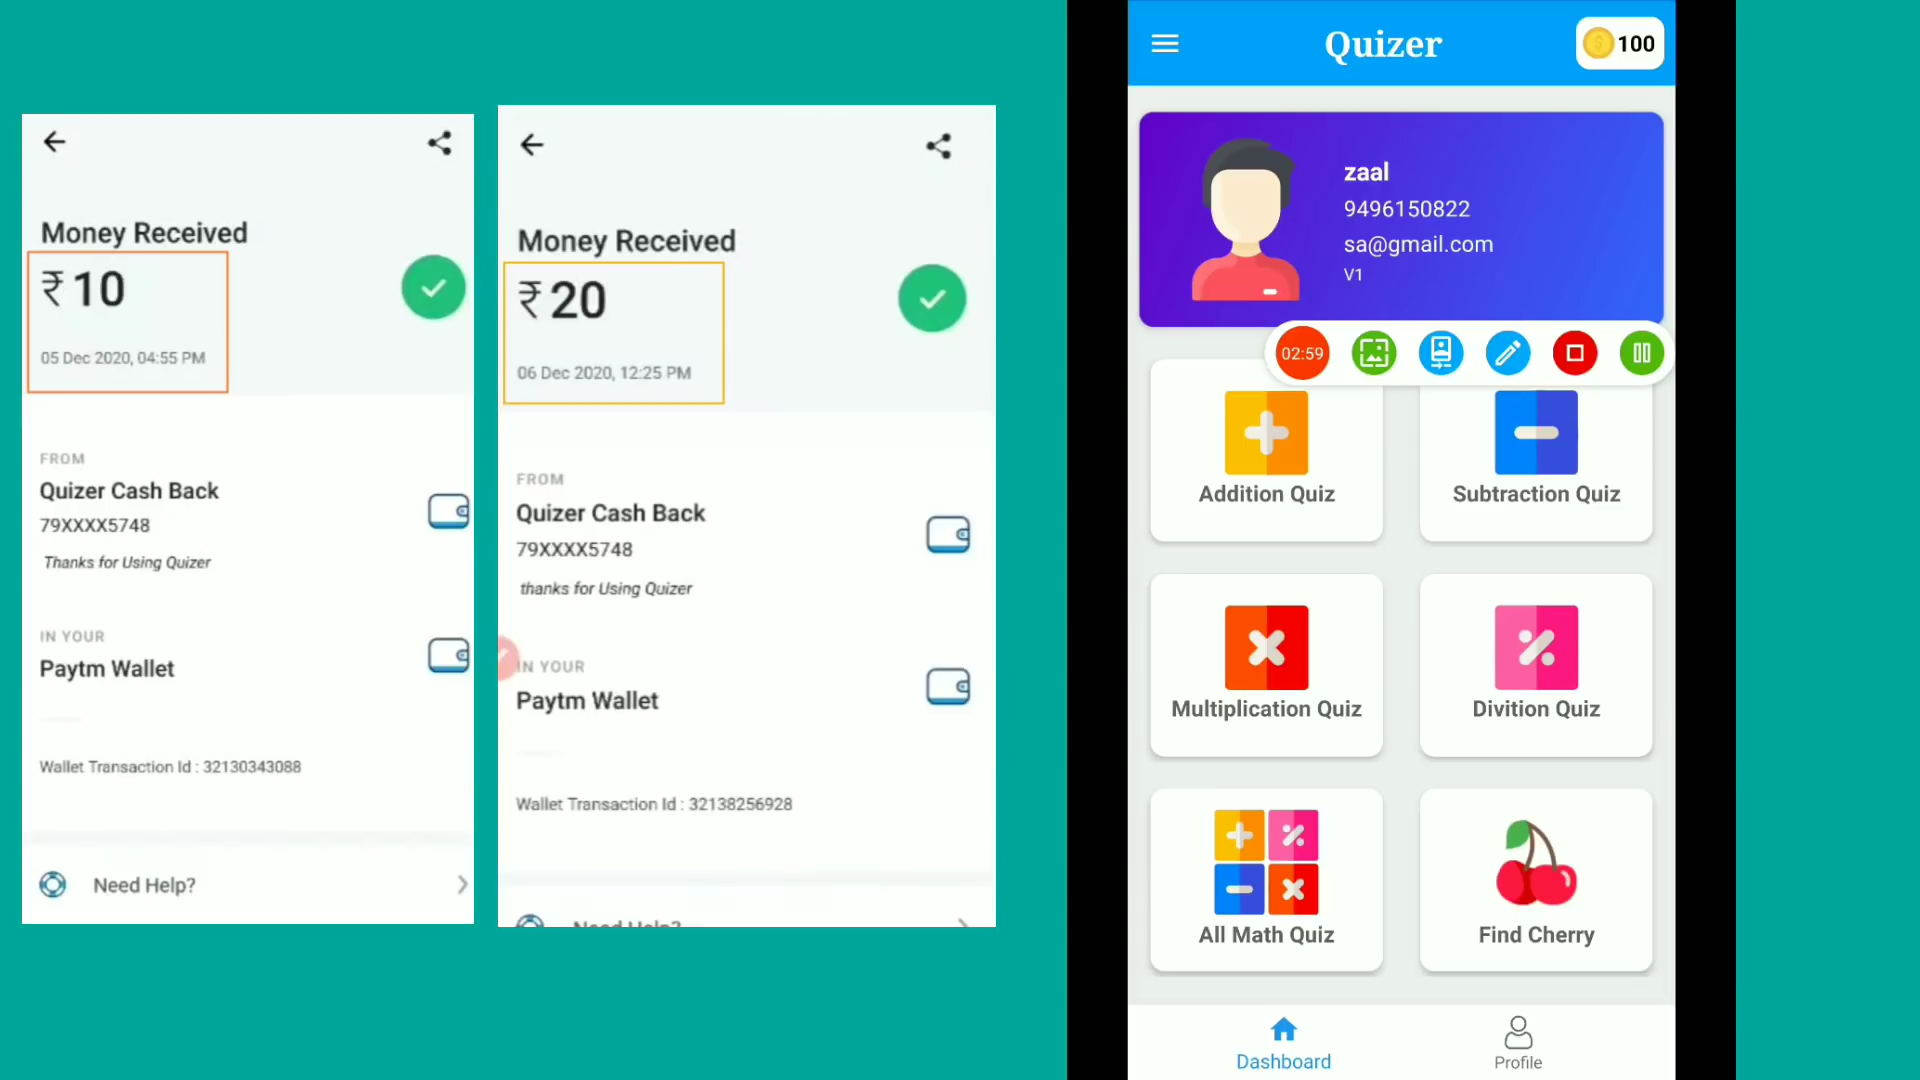 Money Received
₹10
05 Dec 2020, 04:55 PM
FROM
Quizer Cash Back
79XXXX5748
Thanks for Using Quizer
IN YOUR
Paytm Wallet
Wallet Transaction Id : 32130343088
Need Help?
Money Received
₹20
06 Dec 2020, 12:25 PM
FROM
Quizer Cash Back
79XXXX5748
thanks for Using Quizer
IN YOUR
Paytm Wallet
Wallet Transaction Id : 32138256928
Need Help?
Quizer
100
zaal
9496150822
sa@gmail.com
V1
02:59
Addition Quiz
Subtraction Quiz
Multiplication Quiz
Divition Quiz
All Math Quiz
Find Cherry
Dashboard
Profile